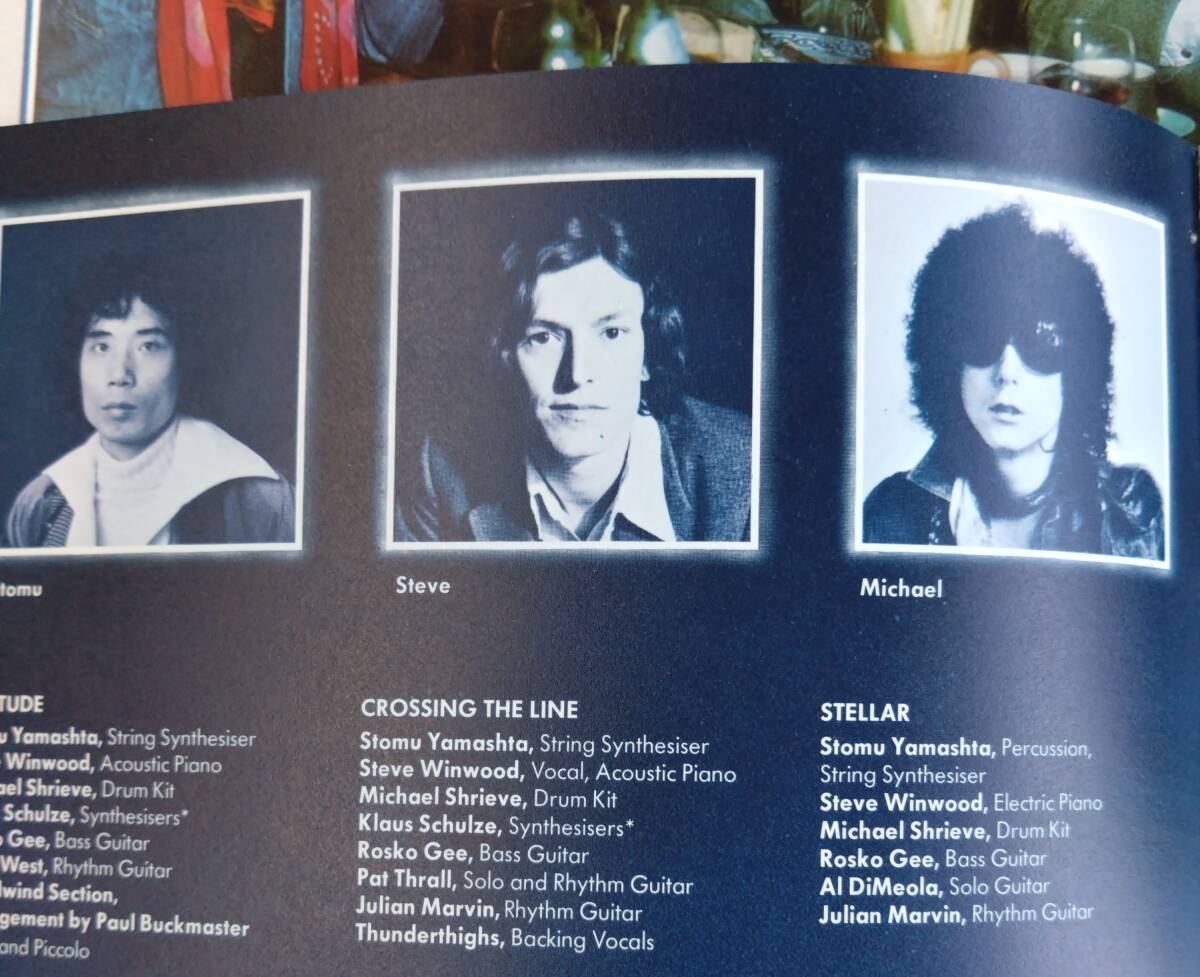 tomu
Steve
Michael
TUDE
u Yamashta, String Synthesiser
Winwood, Acoustic Piano
ael Shrieve, Drum Kit
Schulze, Synthesisers*
o Gee, Bass Guitar
West, Rhythm Guitar
lwind Section,
gement by Paul Buckmaster
and Piccolo
CROSSING THE LINE
Stomu Yamashta, String Synthesiser
Steve Winwood, Vocal, Acoustic Piano
Michael Shrieve, Drum Kit
Klaus Schulze, Synthesisers*
Rosko Gee, Bass Guitar
Pat Thrall, Solo and Rhythm Guitar
Julian Marvin, Rhythm Guitar
Thunderthighs, Backing Vocals
STELLAR
Stomu Yamashta, Percussion,
String Synthesiser
Steve Winwood, Electric Piano
Michael Shrieve, Drum Kit
Rosko Gee, Bass Guitar
Al DiMeola, Solo Guitar
Julian Marvin, Rhythm Guitar